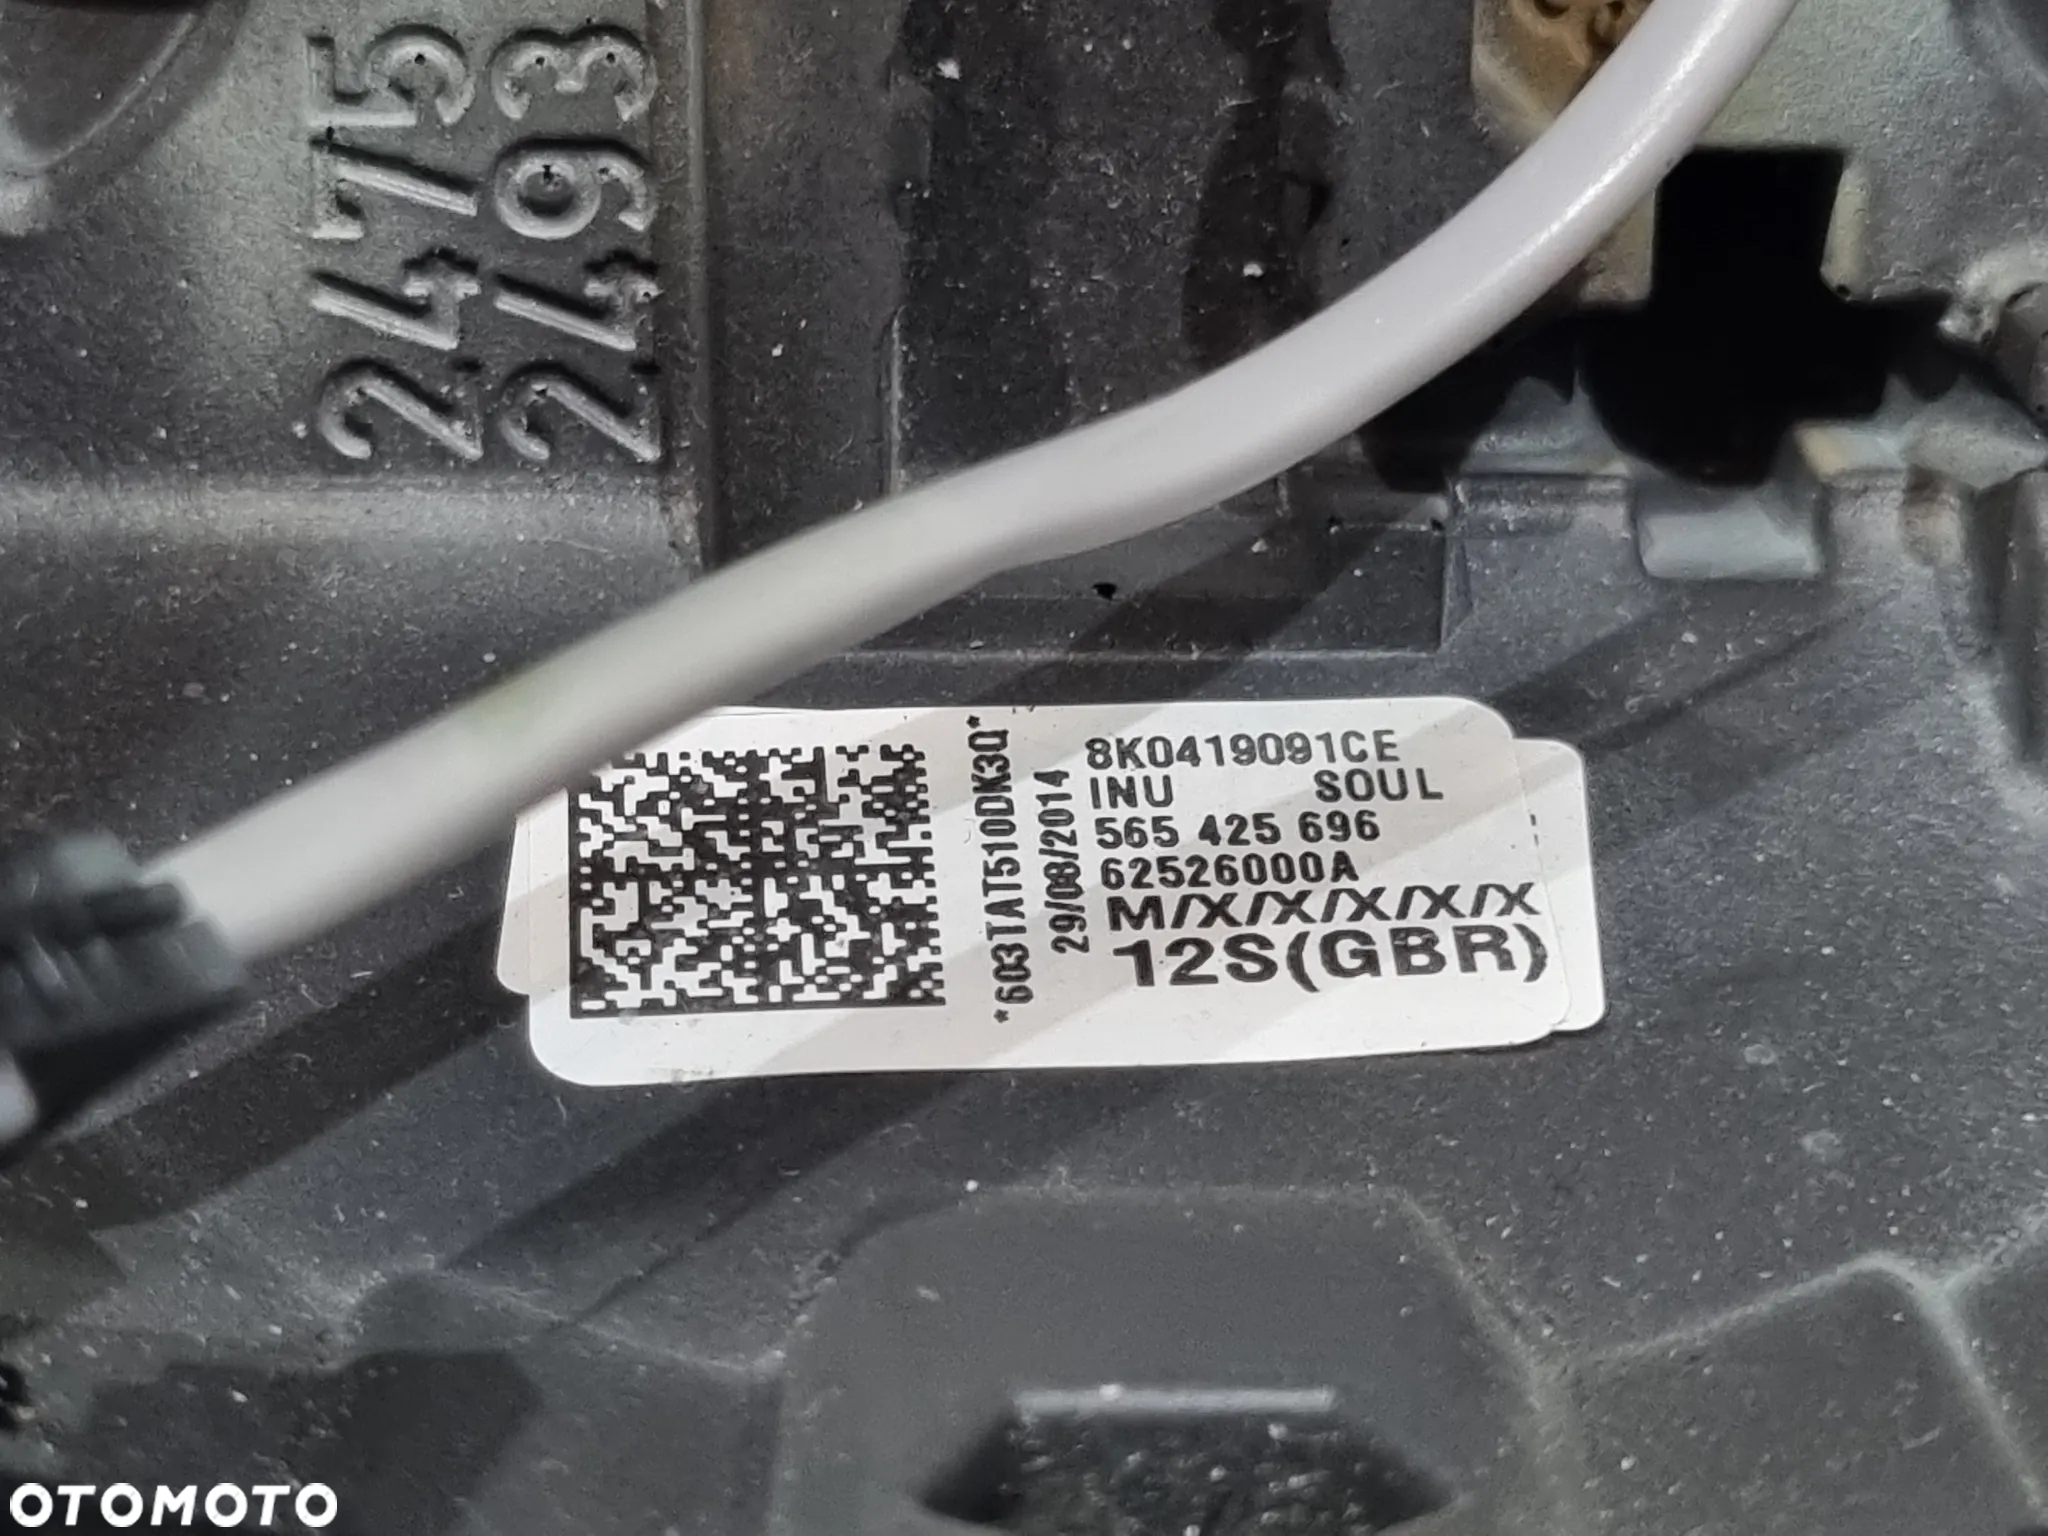 2475
2493
*603TAT510DK3Q*
29/08/2014
8K0419091CE
INU SOUL
565 425 696
62526000A
M/X/X/X/X/X
12S(GBR)
OTOMOTO